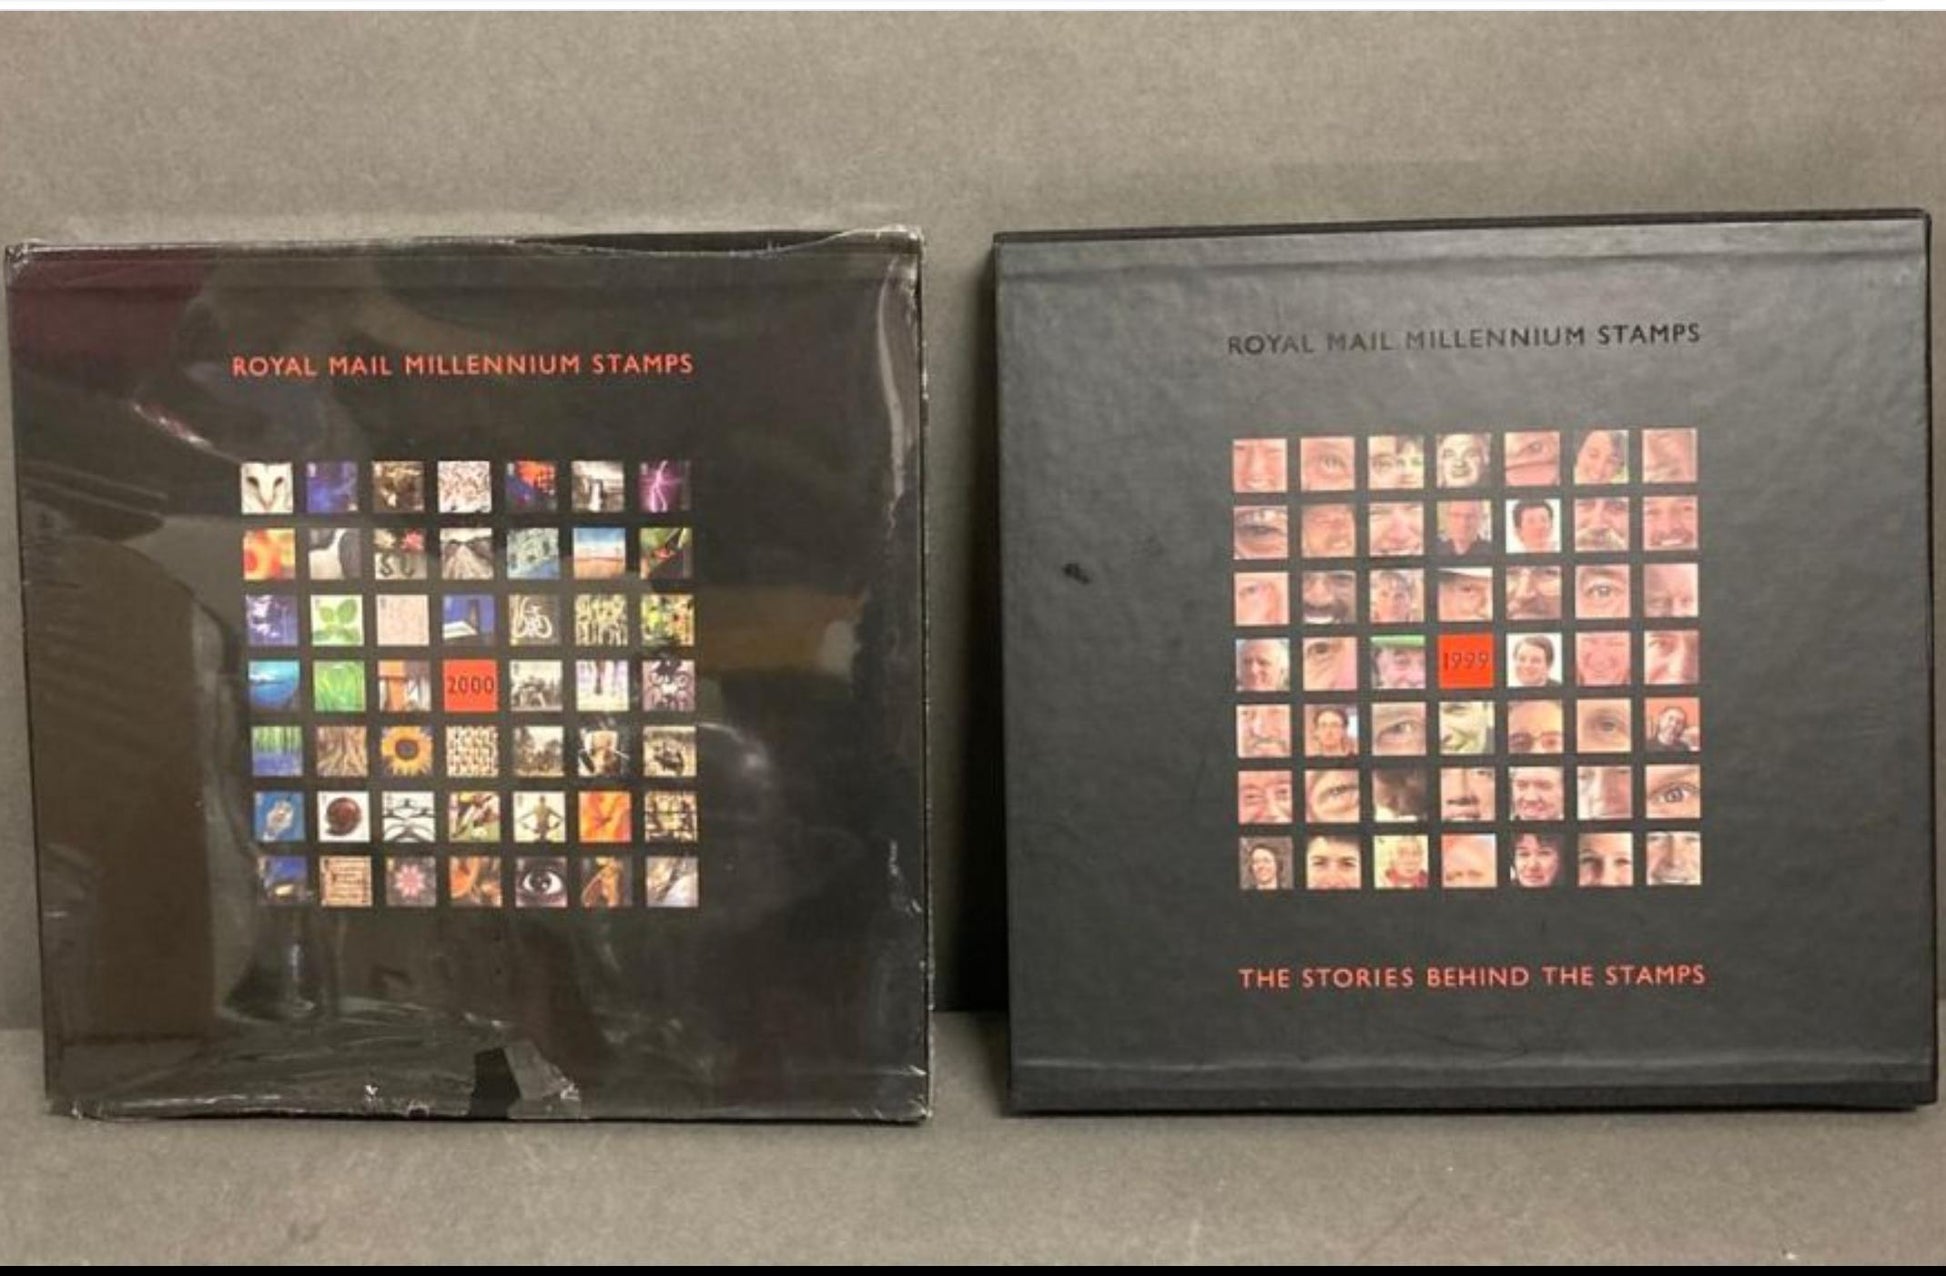 ROYAL MAIL MILLENNIUM STAMPS
2000
ROYAL MAIL MILLENNIUM STAMPS
1999
THE STORIES BEHIND THE STAMPS